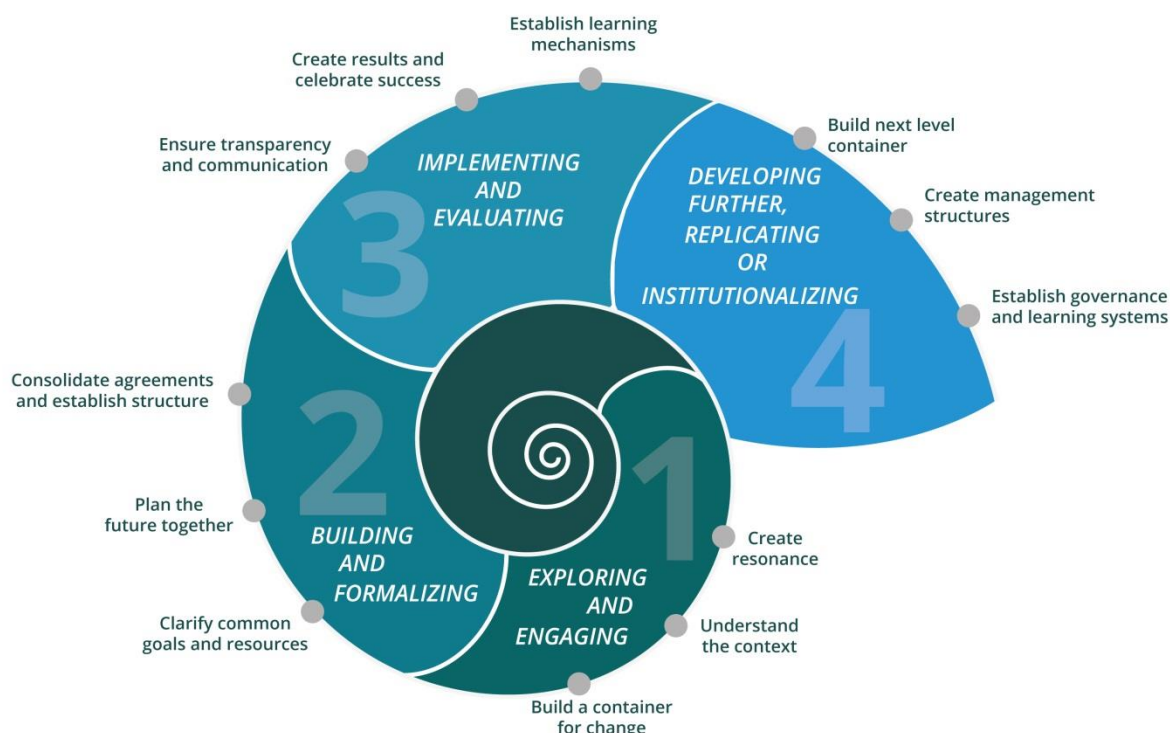 Establish learning
mechanisms
Create results and
celebrate success
Build next level
container
Ensure transparency
and communication
IMPLEMENTING
AND
EVALUATING
3
DEVELOPING
FURTHER,
REPLICATING
OR
INSTITUTIONALIZING
4
Create management
structures
Establish governance
and learning systems
Consolidate agreements
and establish structure
2
Plan the
future together
BUILDING
AND
FORMALIZING
Clarify common
goals and resources
1
Create
resonance
EXPLORING
AND
ENGAGING
Understand
the context
Build a container
for change